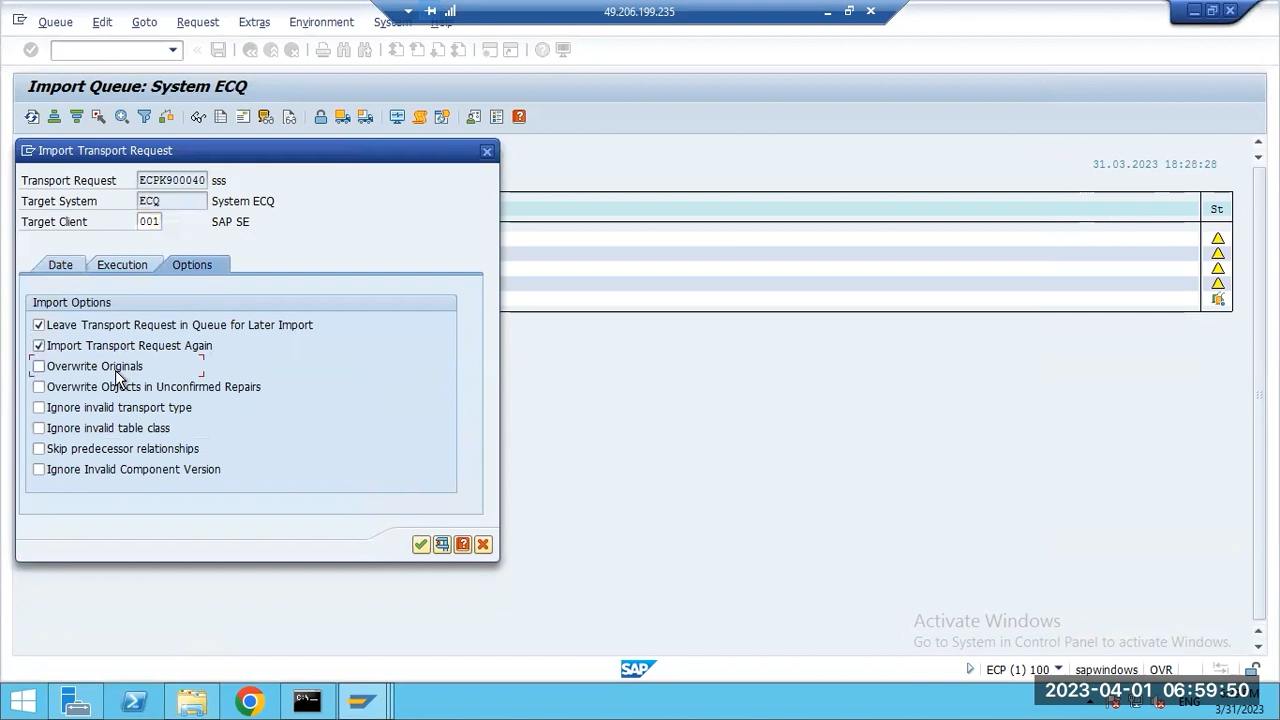 49.206.199.235
Queue Edit Goto Request Extras Environment System Help
Import Queue: System ECQ
Import Transport Request
31.03.2023 18:28:28
Transport Request ECPK900040 sss
Target System ECQ System ECQ
Target Client 001 SAP SE
St
Date Execution Options
Import Options
Leave Transport Request in Queue for Later Import
Import Transport Request Again
Overwrite Originals
Overwrite Objects in Unconfirmed Repairs
Ignore invalid transport type
Ignore invalid table class
Skip predecessor relationships
Ignore Invalid Component Version
Activate Windows
Go to System in Control Panel to activate Windows.
SAP
ECP (1) 100 sapwindows OVR
2023-04-01 06:59:50
ENG
3/31/2023